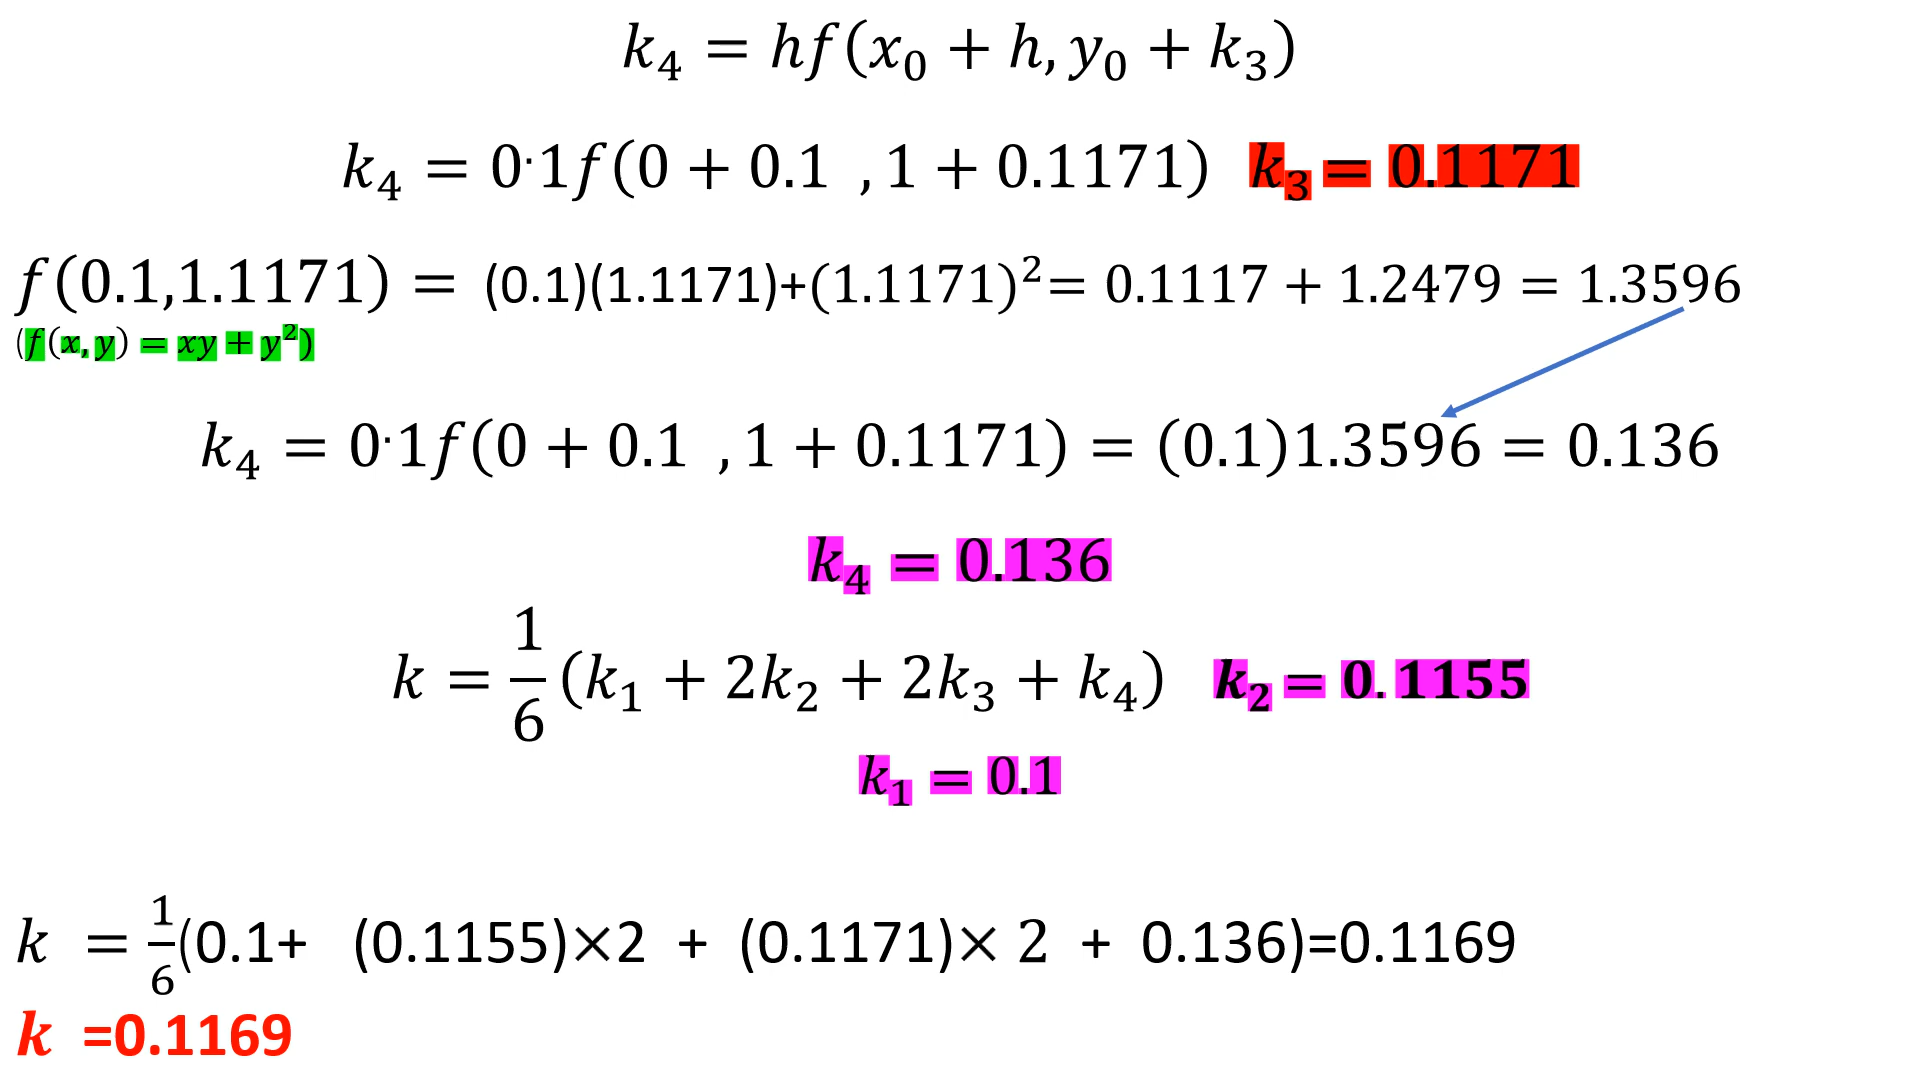 k₄ = hf(x₀ + h, y₀ + k₃)
k₄ = 0·1f(0 + 0.1 , 1 + 0.1171) k₃ = 0.1171
f(0.1,1.1171) = (0.1)(1.1171)+(1.1171)²= 0.1117 + 1.2479 = 1.3596
(f(x, y) = xy + y²)
k₄ = 0·1f(0 + 0.1 , 1 + 0.1171) = (0.1)1.3596 = 0.136
k₄ = 0.136
k = 1/6 (k₁ + 2k₂ + 2k₃ + k₄) k₂ = 0.1155
k₁ = 0.1
k = 1/6(0.1+ (0.1155)×2 + (0.1171)× 2 + 0.136)=0.1169
k =0.1169